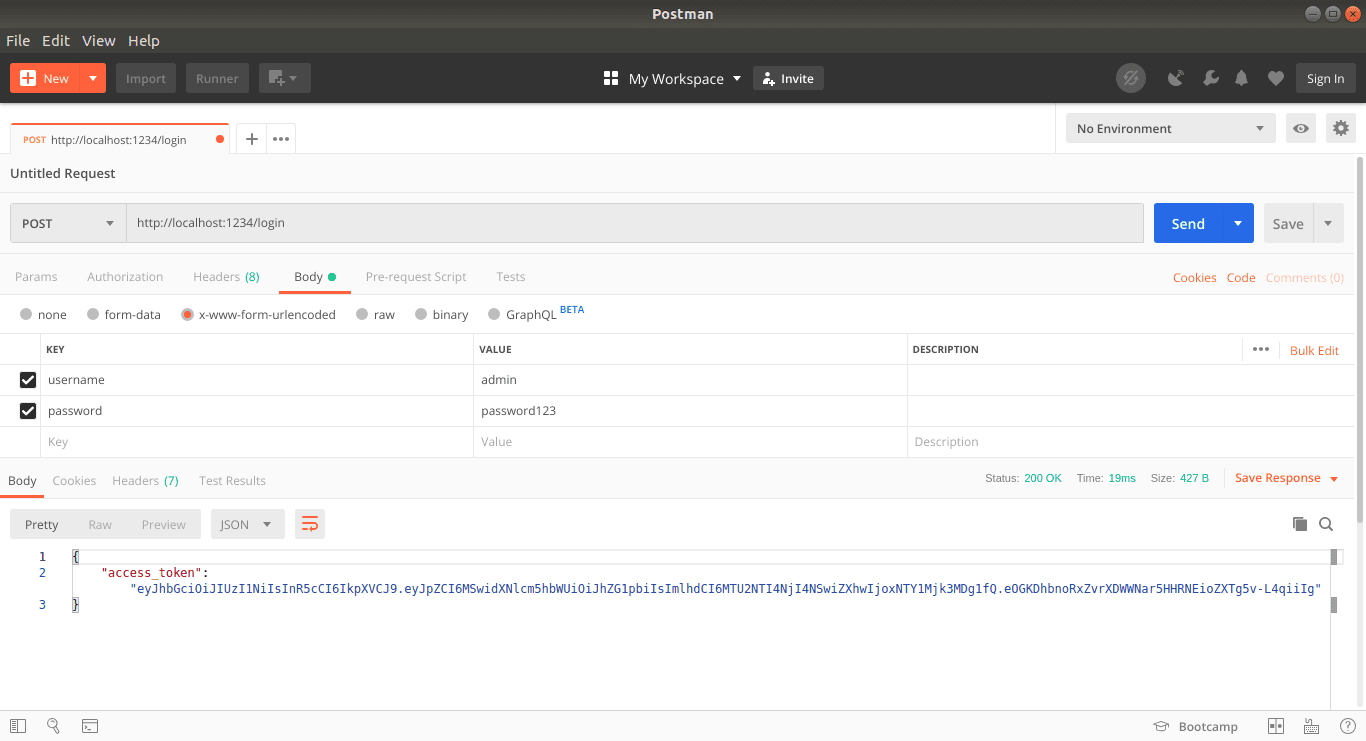 Postman
File Edit View Help
New Import Runner My Workspace Invite Sign In
POST http://localhost:1234/login No Environment
Untitled Request
POST http://localhost:1234/login Send Save
Params Authorization Headers (8) Body Pre-request Script Tests Cookies Code Comments (0)
none form-data x-www-form-urlencoded raw binary GraphQL BETA
KEY VALUE DESCRIPTION Bulk Edit
username admin
password password123
Key Value Description
Body Cookies Headers (7) Test Results Status: 200 OK Time: 19ms Size: 427 B Save Response
Pretty Raw Preview JSON
1 {
2 "access_token":
"eyJhbGciOiJIUzI1NiIsInR5cCI6IkpXVCJ9.eyJpZCI6MSwidXNlcm5hbWUiOiJhZG1pbiIsImlhdCI6MTU2NTI4NjI4NSwiZXhwIjoxNTY1Mjk3MDg1fQ.eOGKDhbnoRxZvrXDWWNar5HHRNEioZXTg5v-L4qiiIg"
3 }
Bootcamp